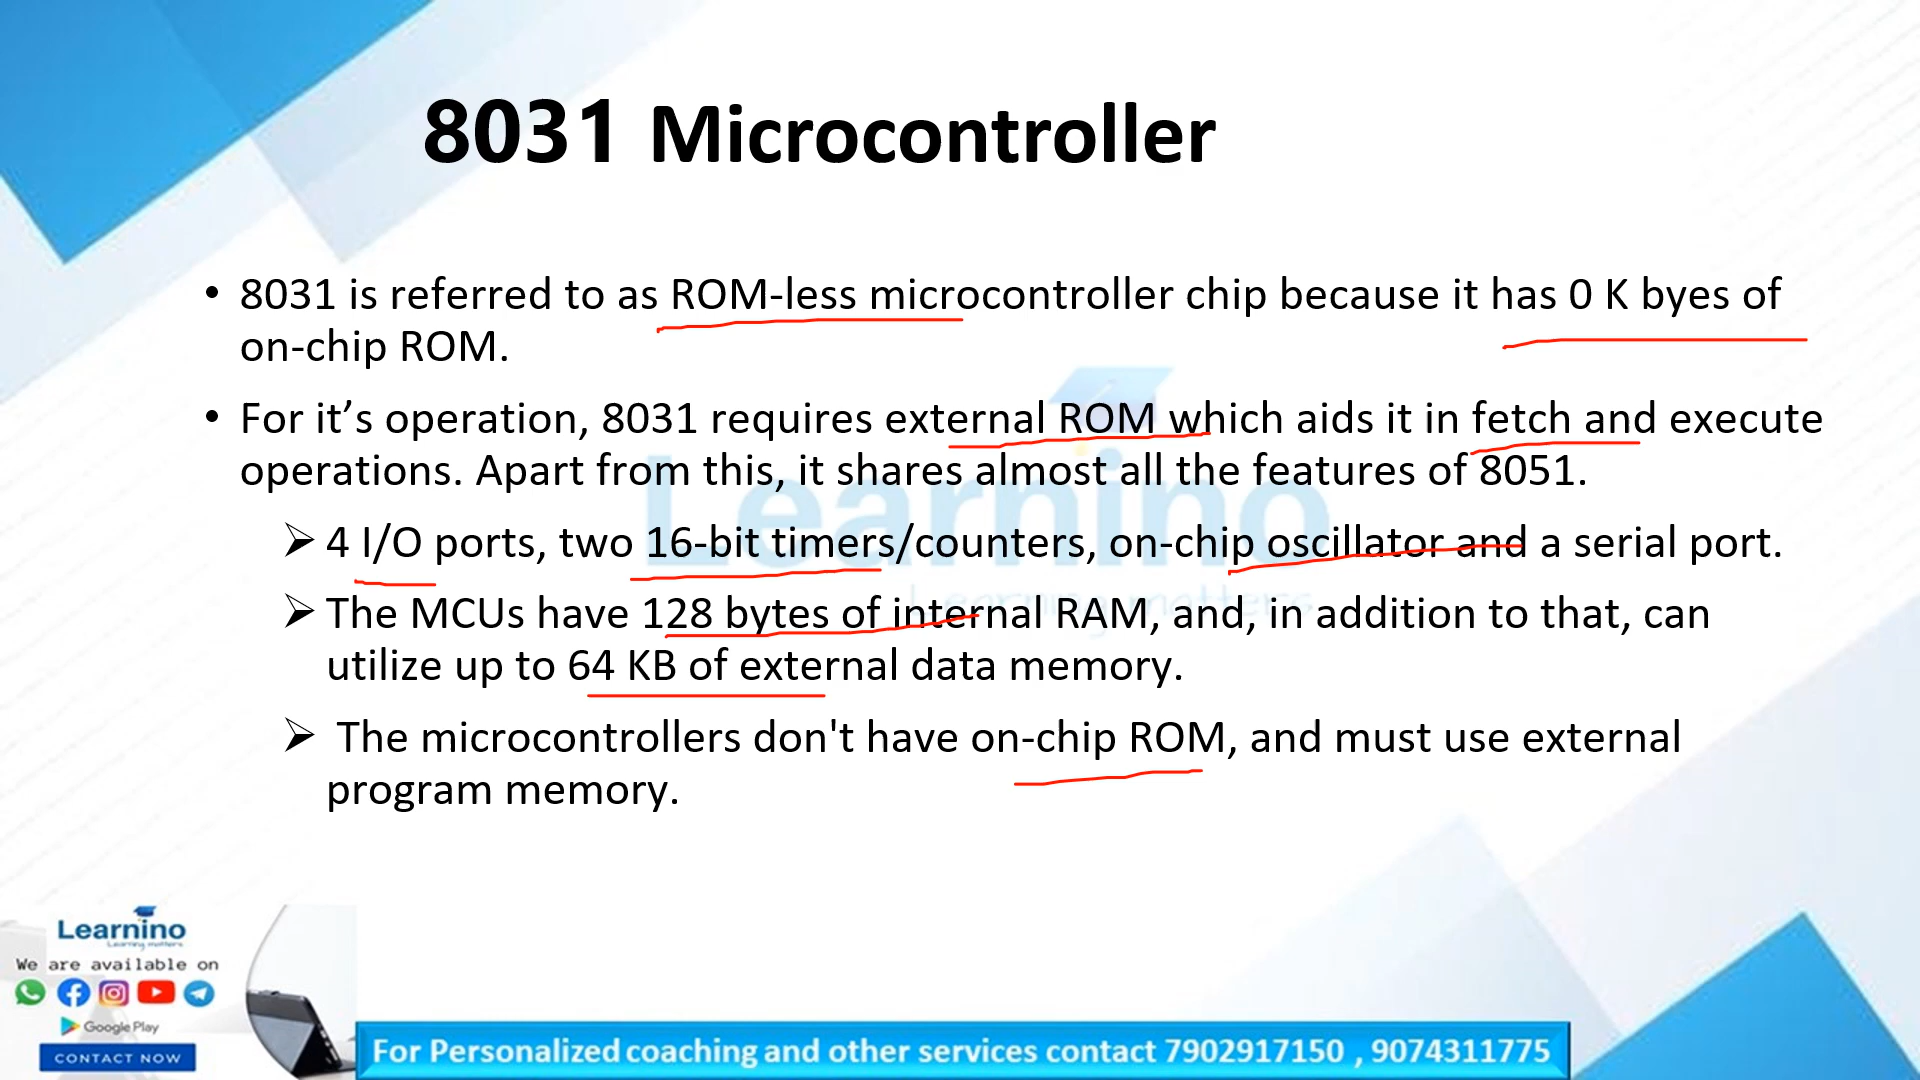 8031 Microcontroller
• 8031 is referred to as ROM-less microcontroller chip because it has 0 K byes of
on-chip ROM.
• For it’s operation, 8031 requires external ROM which aids it in fetch and execute
operations. Apart from this, it shares almost all the features of 8051.
➢ 4 I/O ports, two 16-bit timers/counters, on-chip oscillator and a serial port.
➢ The MCUs have 128 bytes of internal RAM, and, in addition to that, can
utilize up to 64 KB of external data memory.
➢ The microcontrollers don't have on-chip ROM, and must use external
program memory.
Learnino
Learning matters
Learnino
Learning matters
We are available on
Google Play
CONTACT NOW
For Personalized coaching and other services contact 7902917150 , 9074311775